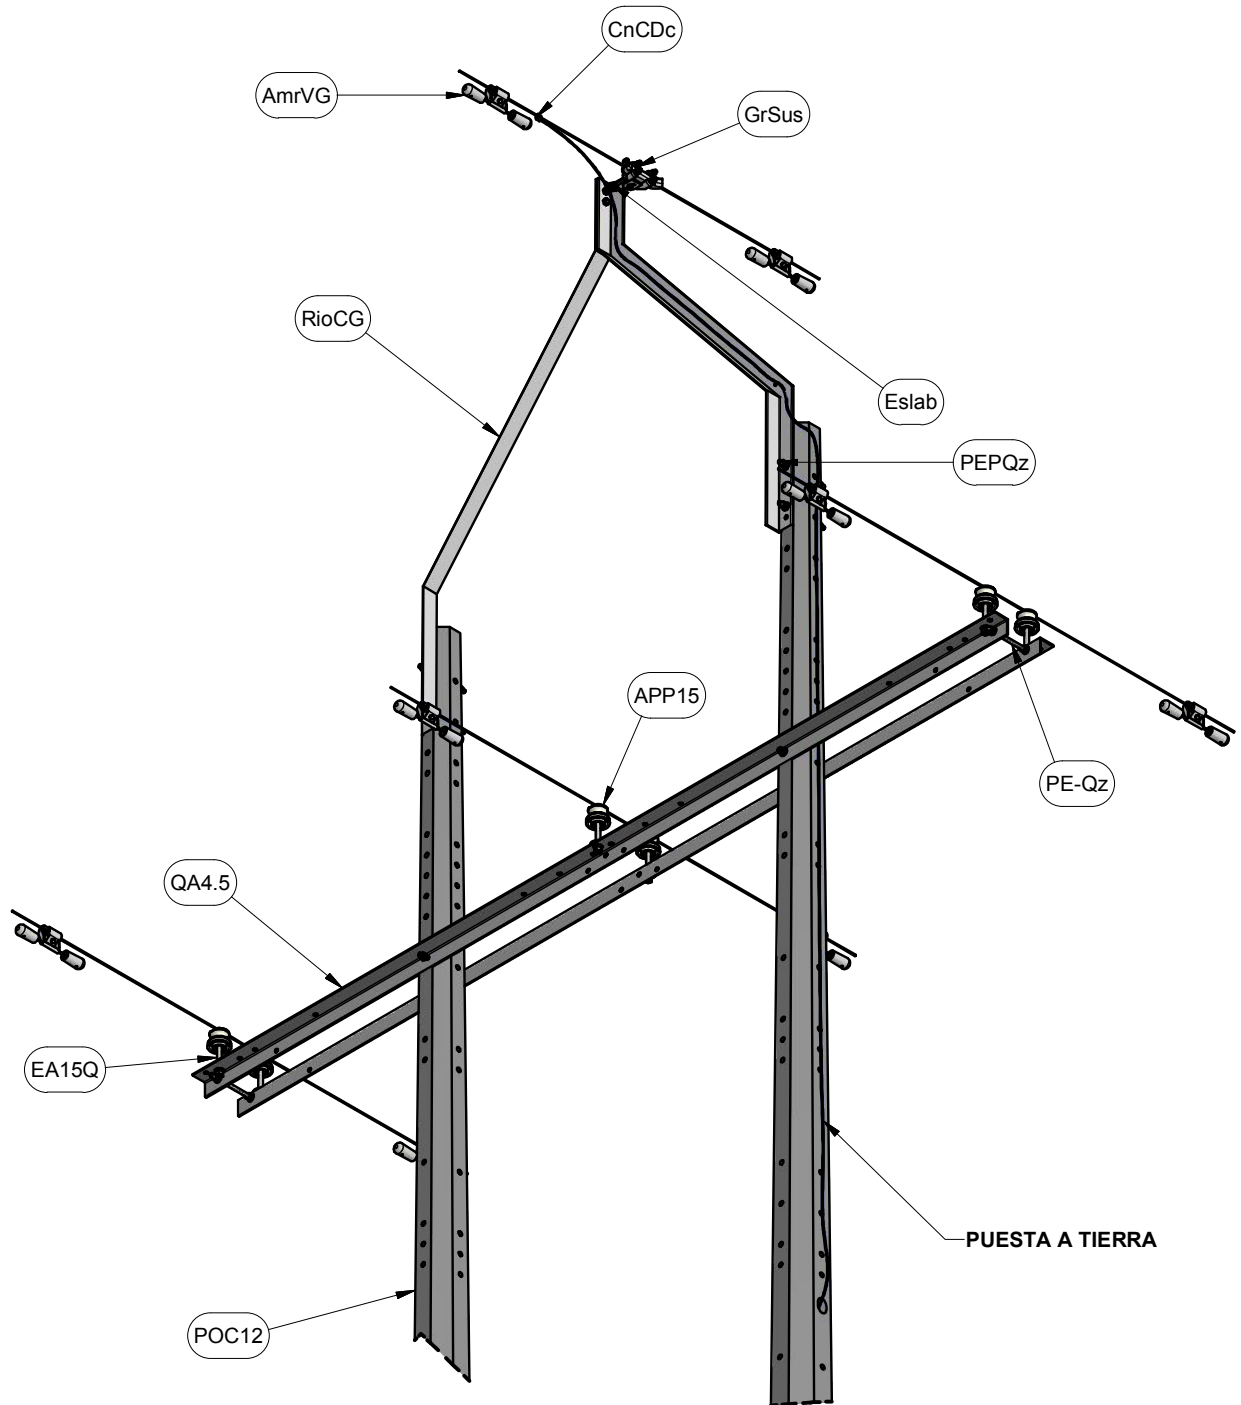 CnCDc
AmrVG
GrSus
RioCG
Eslab
PEPQz
APP15
PE-Qz
QA4.5
EA15Q
PUESTA A TIERRA
POC12